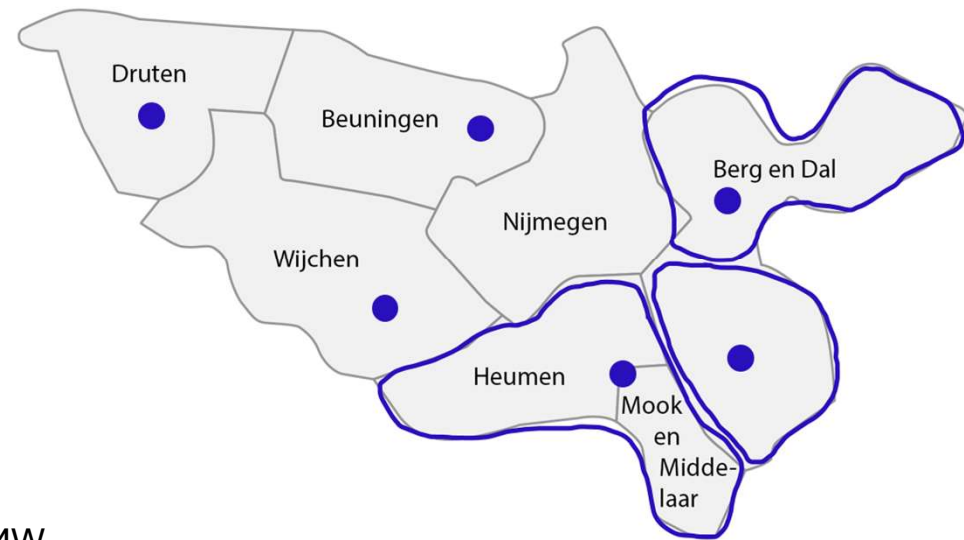 Druten
Beuningen
Berg en Dal
Nijmegen
Wijchen
Heumen
Mook
en
Midde-
laar